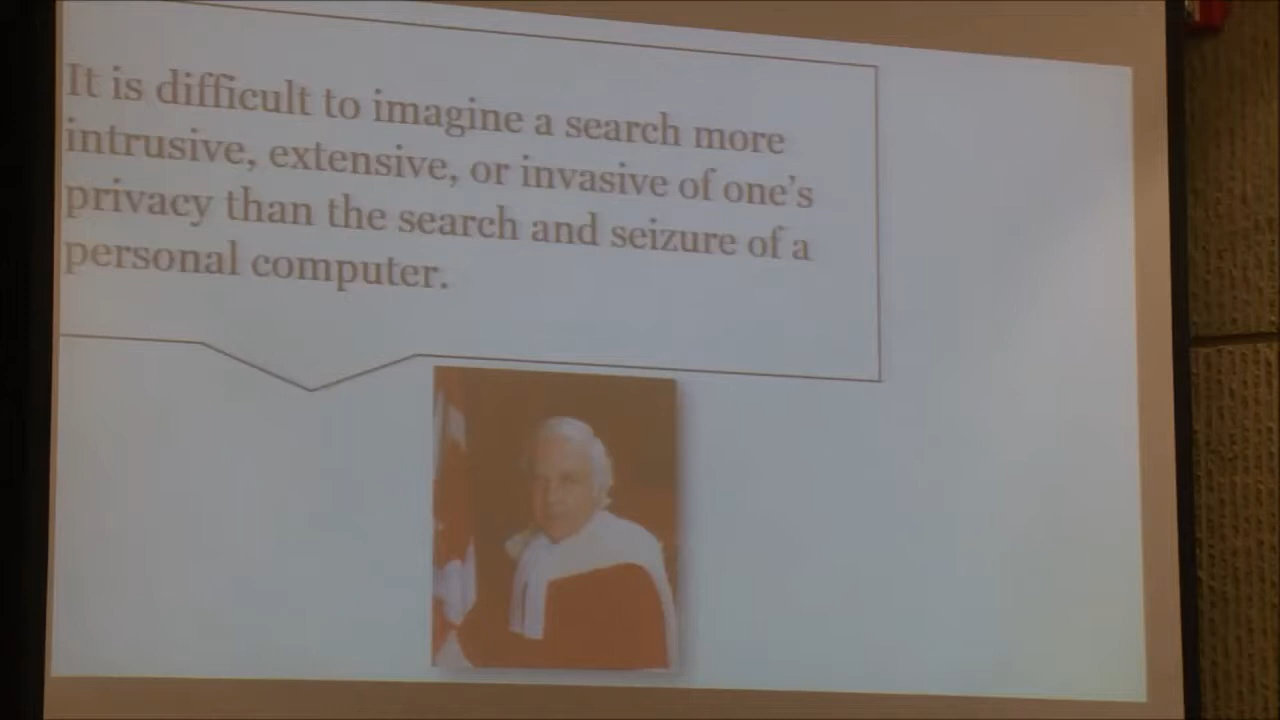 It is difficult to imagine a search more
intrusive, extensive, or invasive of one's
privacy than the search and seizure of a
personal computer.